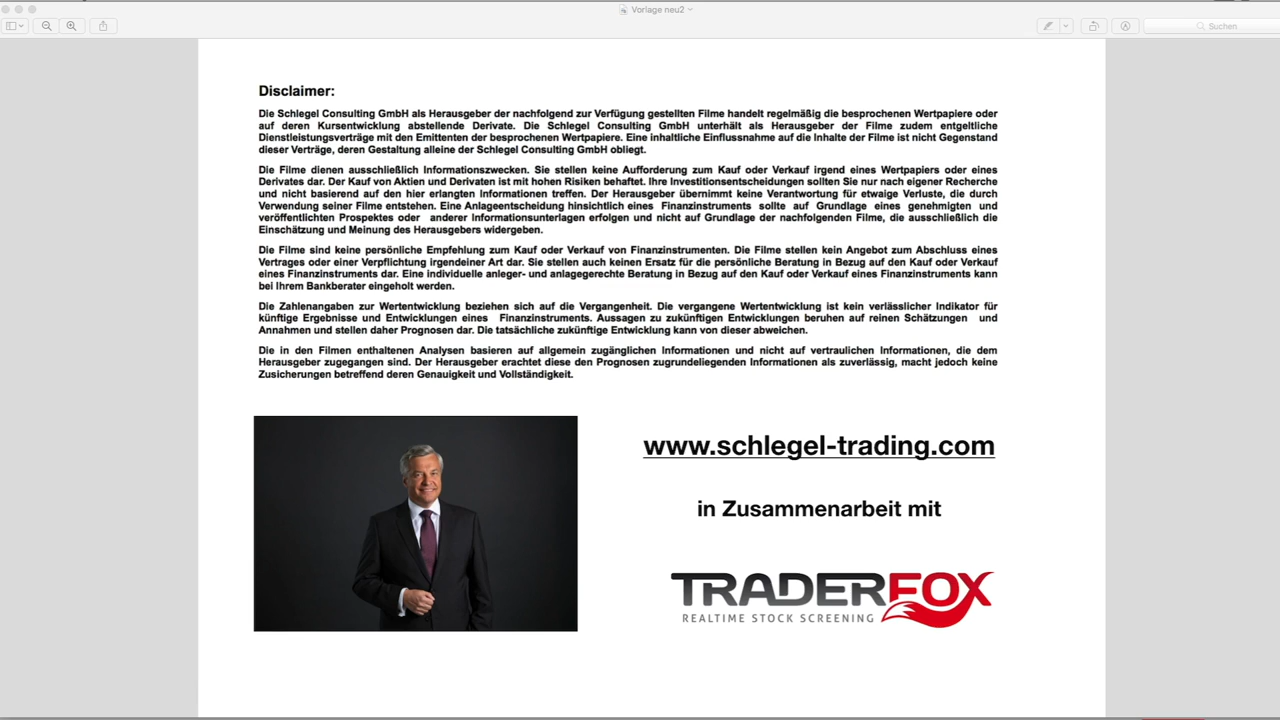 Vorlage neu2
Suchen
Disclaimer:
Die Schlegel Consulting GmbH als Herausgeber der nachfolgend zur Verfügung gestellten Filme handelt regelmäßig die besprochenen Wertpapiere oder
auf deren Kursentwicklung abstellende Derivate. Die Schlegel Consulting GmbH unterhält als Herausgeber der Filme zudem entgeltliche
Dienstleistungsverträge mit den Emittenten der besprochenen Wertpapiere. Eine inhaltliche Einflussnahme auf die Inhalte der Filme ist nicht Gegenstand
dieser Verträge, deren Gestaltung alleine der Schlegel Consulting GmbH obliegt.
Die Filme dienen ausschließlich Informationszwecken. Sie stellen keine Aufforderung zum Kauf oder Verkauf irgend eines Wertpapiers oder eines
Derivates dar. Der Kauf von Aktien und Derivaten ist mit hohen Risiken behaftet. Ihre Investitionsentscheidungen sollten Sie nur nach eigener Recherche
und nicht basierend auf den hier erlangten Informationen treffen. Der Herausgeber übernimmt keine Verantwortung für etwaige Verluste, die durch
Verwendung seiner Filme entstehen. Eine Anlageentscheidung hinsichtlich eines Finanzinstruments sollte auf Grundlage eines genehmigten und
veröffentlichten Prospektes oder anderer Informationsunterlagen erfolgen und nicht auf Grundlage der nachfolgenden Filme, die ausschließlich die
Einschätzung und Meinung des Herausgebers widergeben.
Die Filme sind keine persönliche Empfehlung zum Kauf oder Verkauf von Finanzinstrumenten. Die Filme stellen kein Angebot zum Abschluss eines
Vertrages oder einer Verpflichtung irgendeiner Art dar. Sie stellen auch keinen Ersatz für die persönliche Beratung in Bezug auf den Kauf oder Verkauf
eines Finanzinstruments dar. Eine individuelle anleger- und anlagegerechte Beratung in Bezug auf den Kauf oder Verkauf eines Finanzinstruments kann
bei Ihrem Bankberater eingeholt werden.
Die Zahlenangaben zur Wertentwicklung beziehen sich auf die Vergangenheit. Die vergangene Wertentwicklung ist kein verlässlicher Indikator für
künftige Ergebnisse und Entwicklungen eines Finanzinstruments. Aussagen zu zukünftigen Entwicklungen beruhen auf reinen Schätzungen und
Annahmen und stellen daher Prognosen dar. Die tatsächliche zukünftige Entwicklung kann von dieser abweichen.
Die in den Filmen enthaltenen Analysen basieren auf allgemein zugänglichen Informationen und nicht auf vertraulichen Informationen, die dem
Herausgeber zugegangen sind. Der Herausgeber erachtet diese den Prognosen zugrundeliegenden Informationen als zuverlässig, macht jedoch keine
Zusicherungen betreffend deren Genauigkeit und Vollständigkeit.
www.schlegel-trading.com
in Zusammenarbeit mit
TRADERFOX
REALTIME STOCK SCREENING